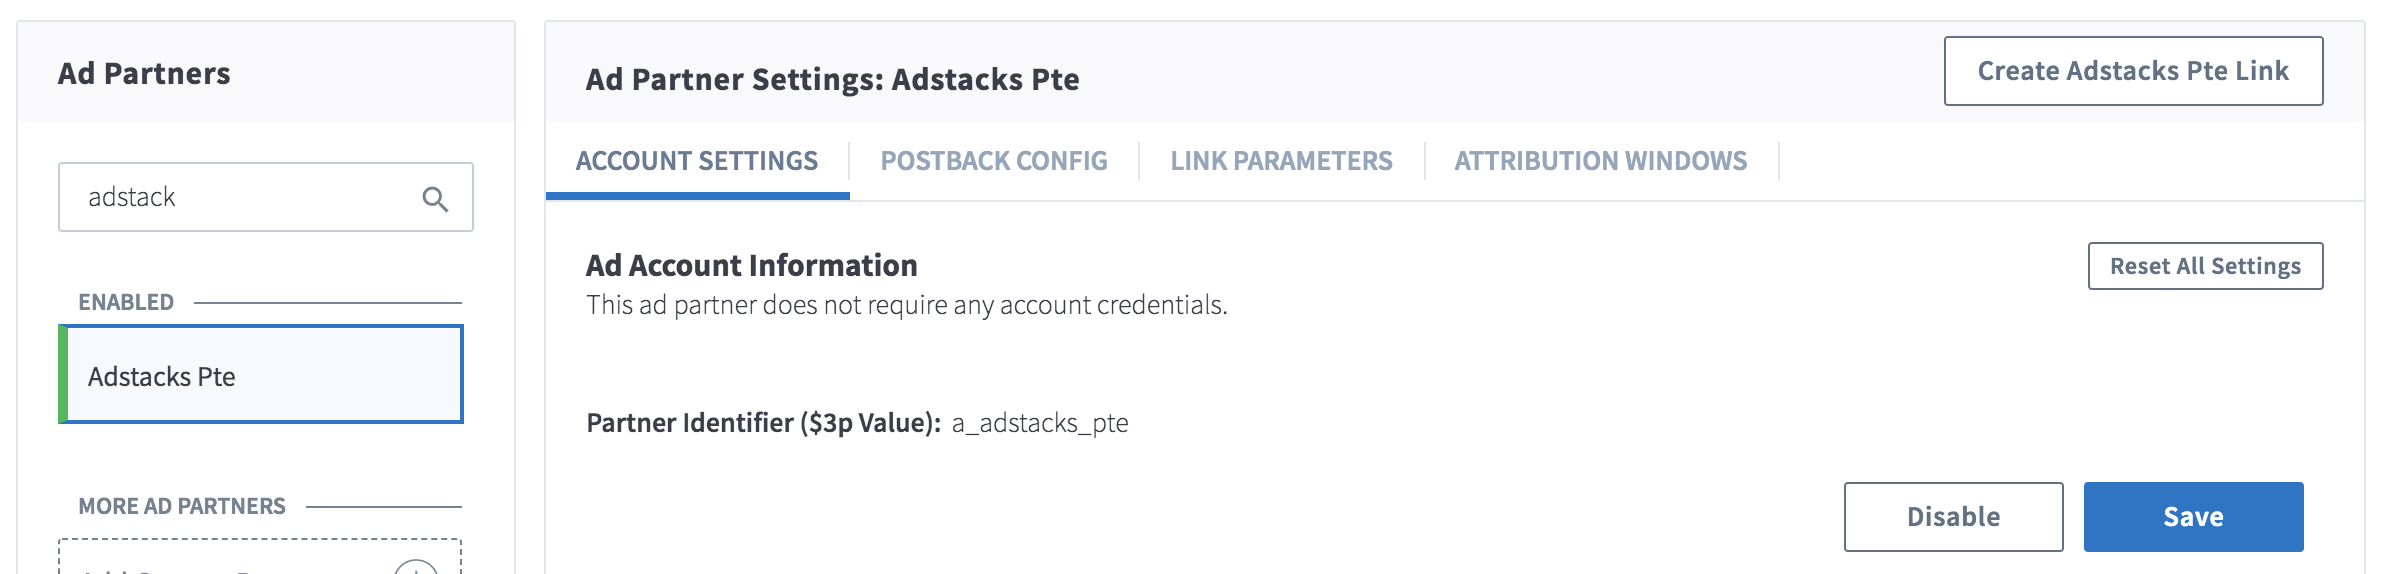 Ad Partners
adstack
ENABLED
Adstacks Pte
MORE AD PARTNERS
Ad Partner Settings: Adstacks Pte
Create Adstacks Pte Link
ACCOUNT SETTINGS
POSTBACK CONFIG
LINK PARAMETERS
ATTRIBUTION WINDOWS
Ad Account Information
Reset All Settings
This ad partner does not require any account credentials.
Partner Identifier ($3p Value): a_adstacks_pte
Disable
Save